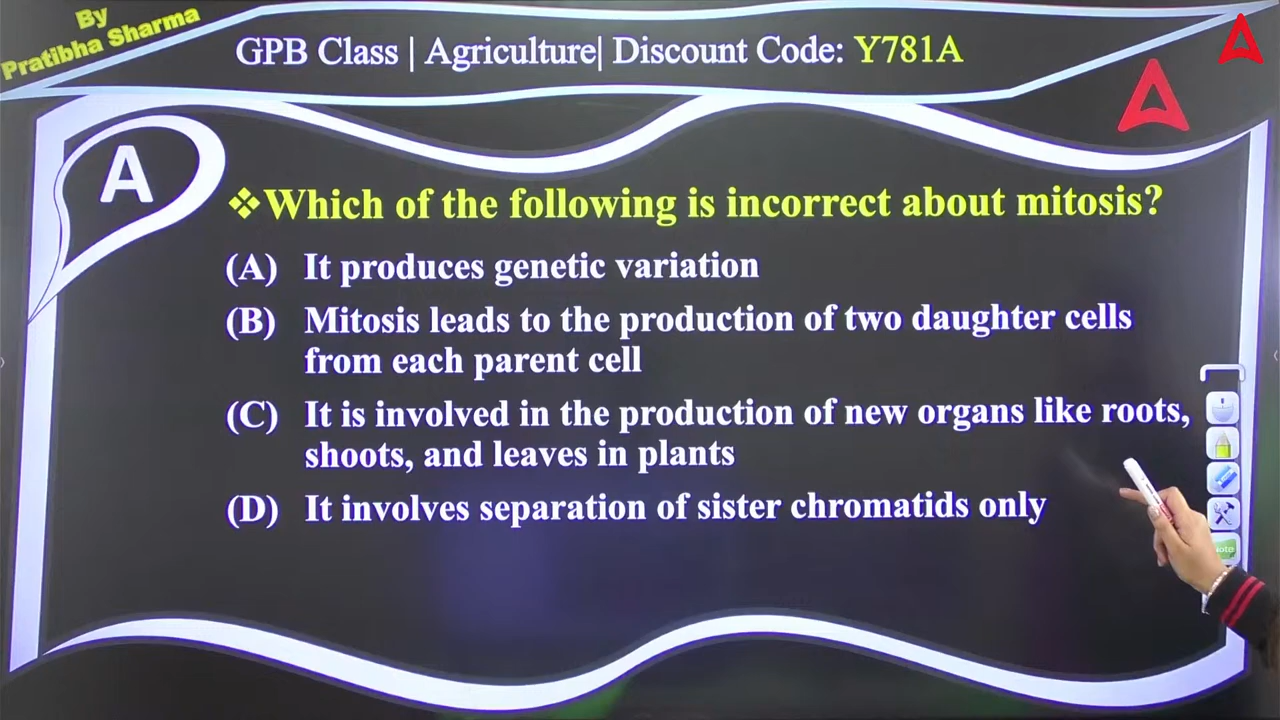 By
Pratibha Sharma
GPB Class | Agriculture| Discount Code: Y781A
A
❖Which of the following is incorrect about mitosis?
(A) It produces genetic variation
(B) Mitosis leads to the production of two daughter cells
from each parent cell
(C) It is involved in the production of new organs like roots,
shoots, and leaves in plants
(D) It involves separation of sister chromatids only